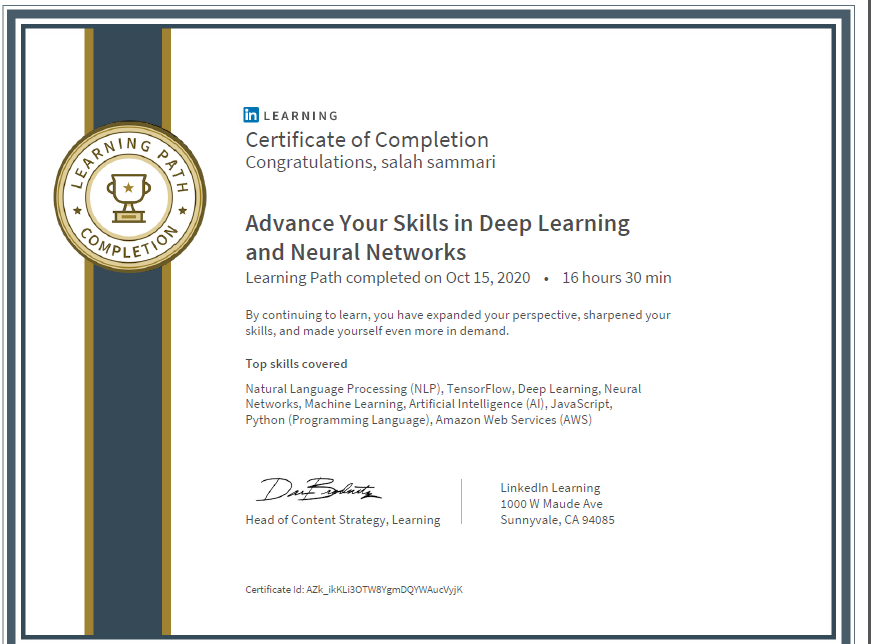 LEARNING PATH
COMPLETION
in LEARNING
Certificate of Completion
Congratulations, salah sammari
Advance Your Skills in Deep Learning
and Neural Networks
Learning Path completed on Oct 15, 2020 • 16 hours 30 min
By continuing to learn, you have expanded your perspective, sharpened your
skills, and made yourself even more in demand.
Top skills covered
Natural Language Processing (NLP), TensorFlow, Deep Learning, Neural
Networks, Machine Learning, Artificial Intelligence (AI), JavaScript,
Python (Programming Language), Amazon Web Services (AWS)
Head of Content Strategy, Learning
LinkedIn Learning
1000 W Maude Ave
Sunnyvale, CA 94085
Certificate Id: AZk_ikKLi3OTW8YgmDQYWAucVyjK